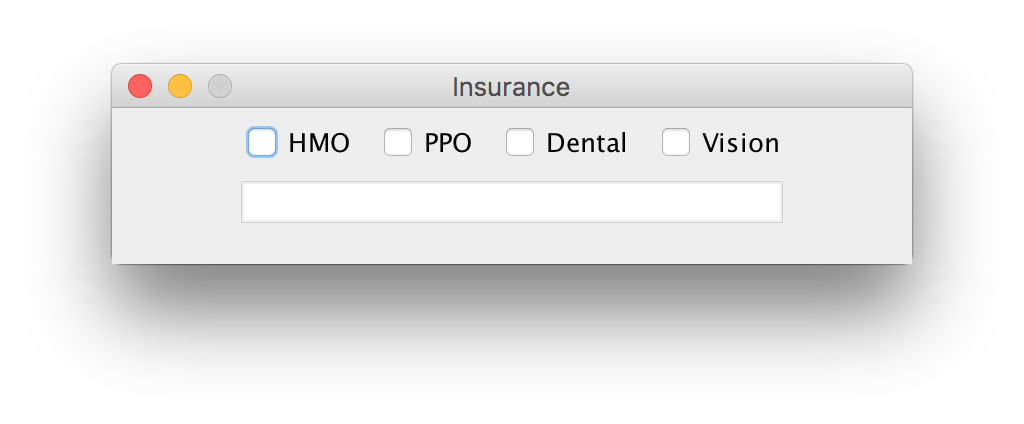 Insurance
HMO PPO Dental Vision